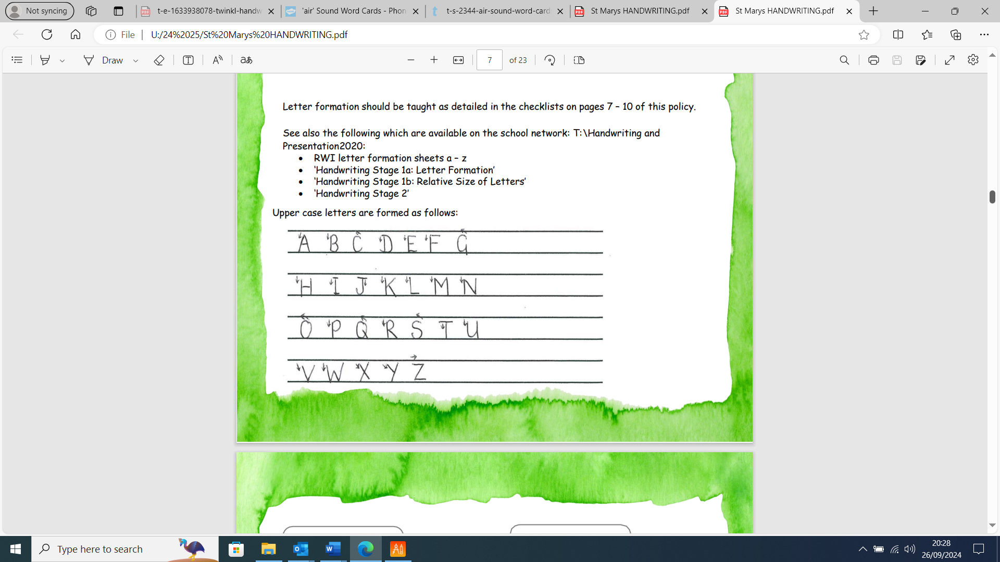 Not syncing
t-e-1633938078-twinkl-handw
'air' Sound Word Cards - Phon
t-s-2344-air-sound-word-card
St Marys HANDWRITING.pdf
St Marys HANDWRITING.pdf
File
U:/24%2025/St%20Marys%20HANDWRITING.pdf
Draw
7
of 23
Letter formation should be taught as detailed in the checklists on pages 7 – 10 of this policy.
See also the following which are available on the school network: T:\Handwriting and
Presentation2020:
• RWI letter formation sheets a – z
• ‘Handwriting Stage 1a: Letter Formation’
• ‘Handwriting Stage 1b: Relative Size of Letters’
• ‘Handwriting Stage 2’
Upper case letters are formed as follows:
A B C D E F G
H I J K L M N
O P Q R S T U
V W X Y Z
Type here to search
20:28
26/09/2024